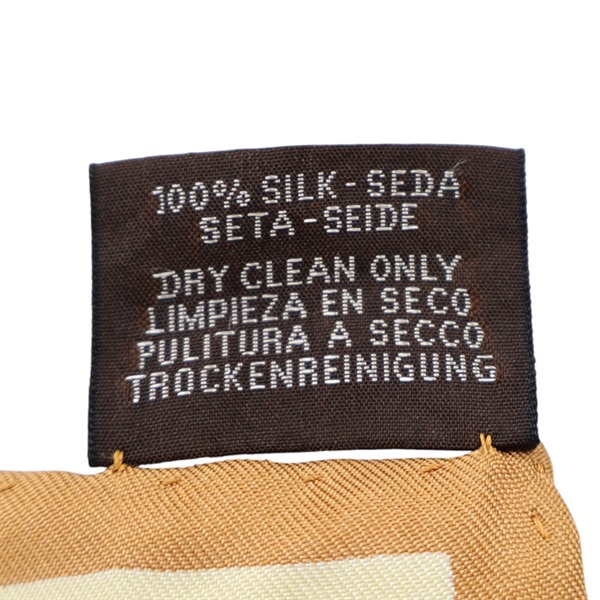 100% SILK-SEDA
SETA-SEIDE
DRY CLEAN ONLY
LIMPIEZA EN SECO
PULITURA A SECCO
TROCKENREINIGUNG